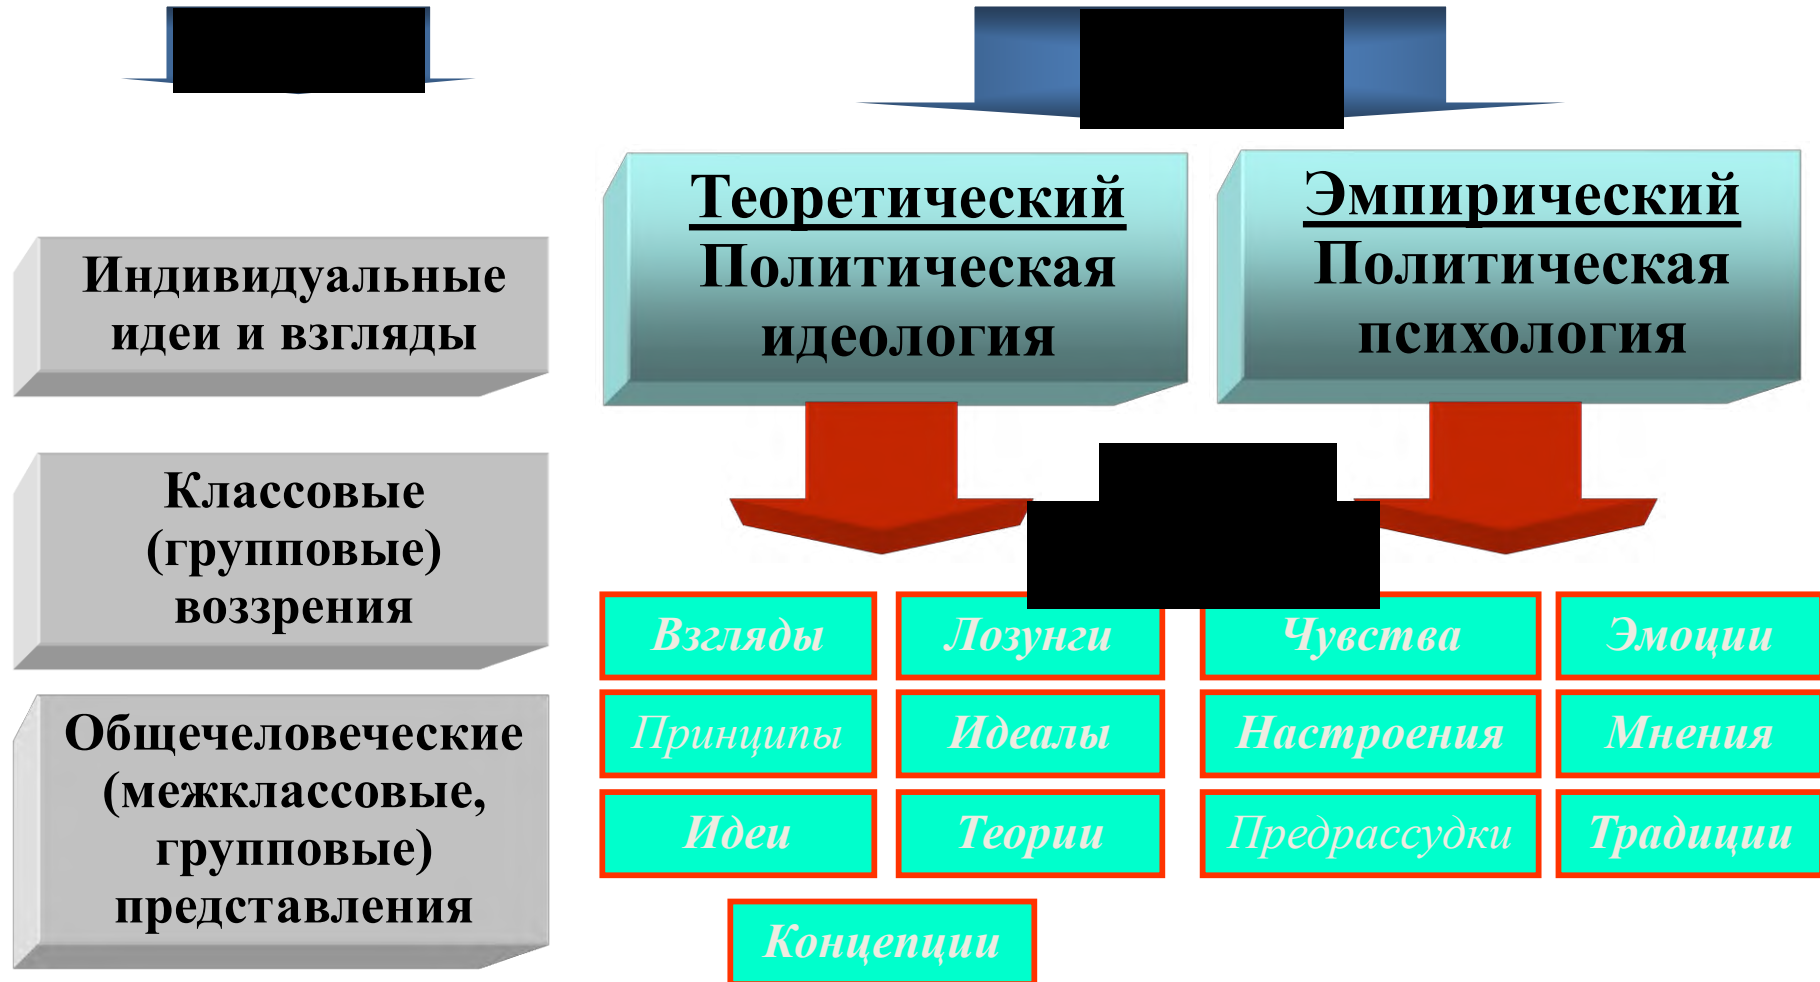 Индивидуальные
идеи и взгляды
Классовые
(групповые)
воззрения
Общечеловеческие
(межклассовые,
групповые)
представления
Теоретический
Политическая
идеология
Эмпирический
Политическая
психология
Взгляды
Лозунги
Чувства
Эмоции
Принципы
Идеалы
Настроения
Мнения
Идеи
Теории
Предрассудки
Традиции
Концепции